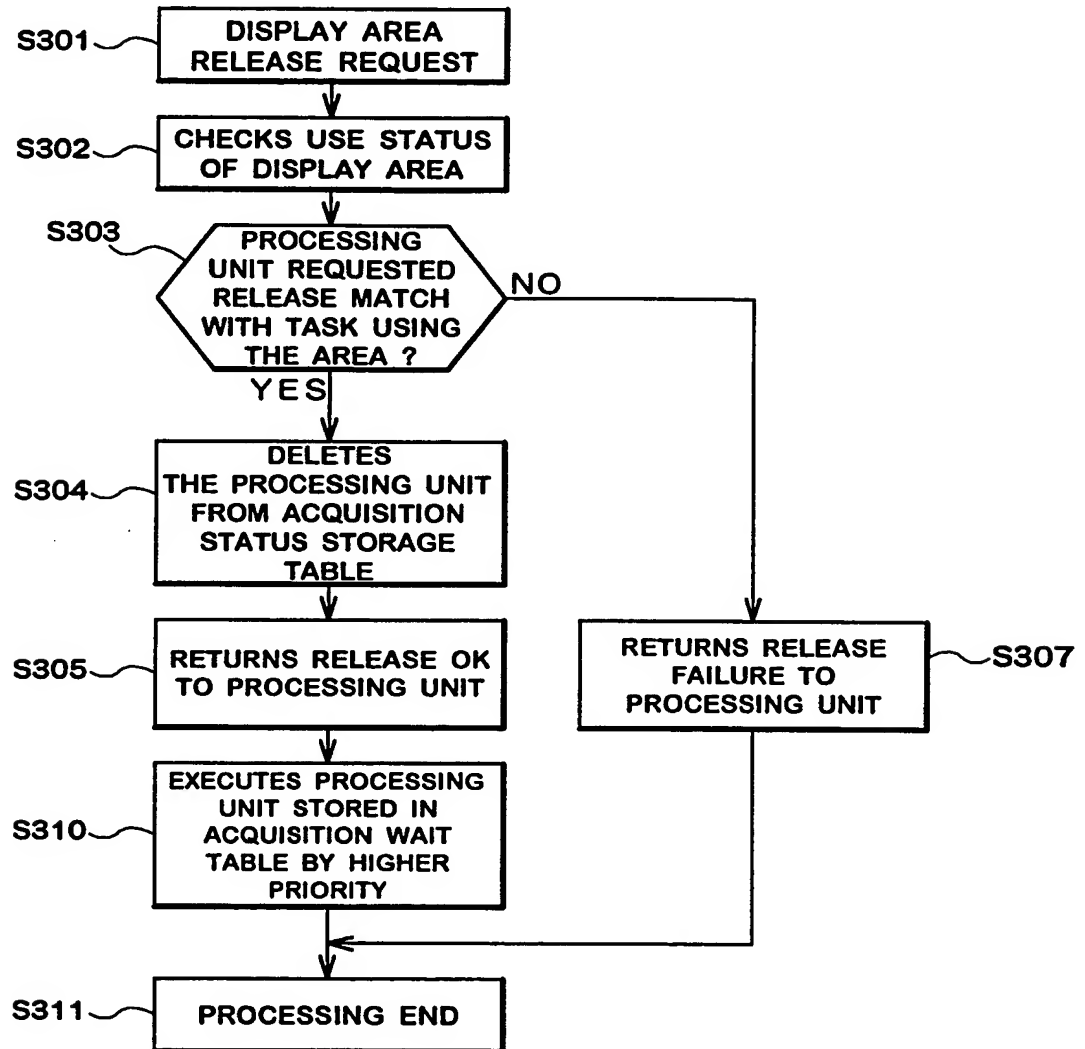 S301
DISPLAY AREA
RELEASE REQUEST
S302
CHECKS USE STATUS
OF DISPLAY AREA
S303
PROCESSING
UNIT REQUESTED
RELEASE MATCH
WITH TASK USING
THE AREA ?
NO
YES
S304
DELETES
THE PROCESSING UNIT
FROM ACQUISITION
STATUS STORAGE
TABLE
S305
RETURNS RELEASE OK
TO PROCESSING UNIT
RETURNS RELEASE
FAILURE TO
PROCESSING UNIT
S307
S310
EXECUTES PROCESSING
UNIT STORED IN
ACQUISITION WAIT
TABLE BY HIGHER
PRIORITY
S311
PROCESSING END